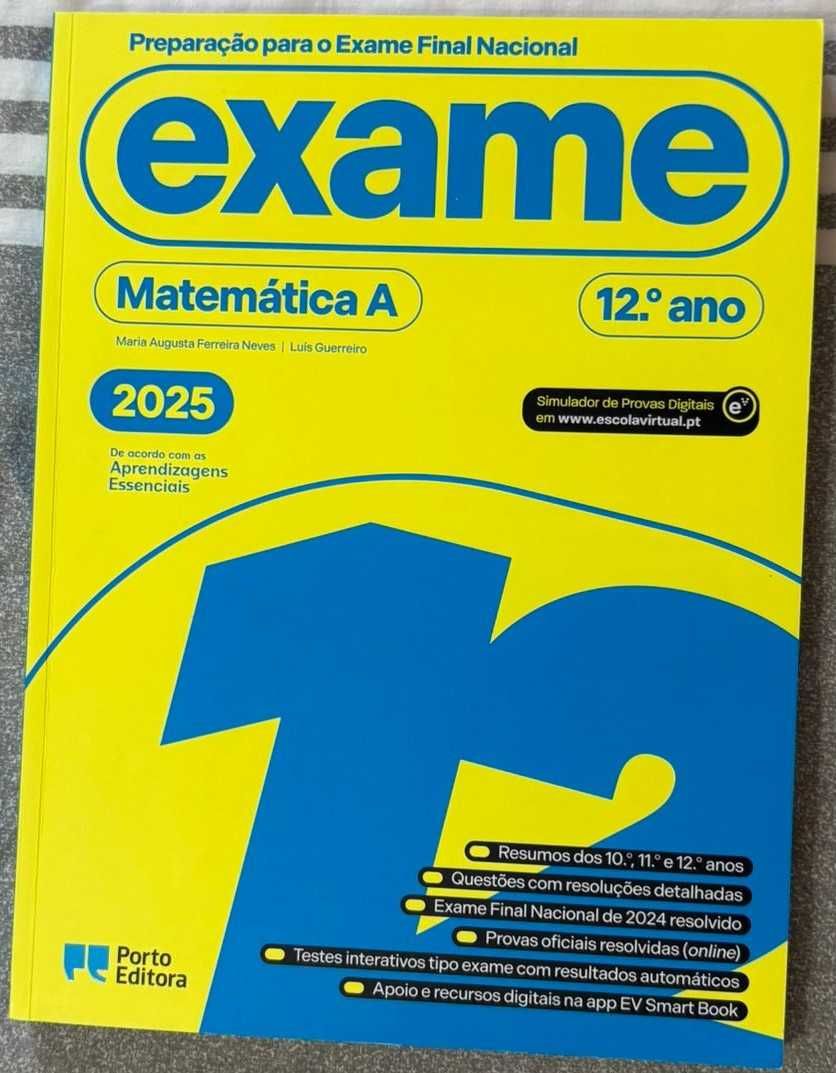 Preparação para o Exame Final Nacional
exame
Matemática A
12.º ano
Maria Augusta Ferreira Neves | Luís Guerreiro
2025
Simulador de Provas Digitais
em www.escolavirtual.pt
eV
De acordo com as
Aprendizagens
Essenciais
12
Resumos dos 10.º, 11.º e 12.º anos
Questões com resoluções detalhadas
Exame Final Nacional de 2024 resolvido
Provas oficiais resolvidas (online)
Testes interativos tipo exame com resultados automáticos
Apoio e recursos digitais na app EV Smart Book
Porto
Editora